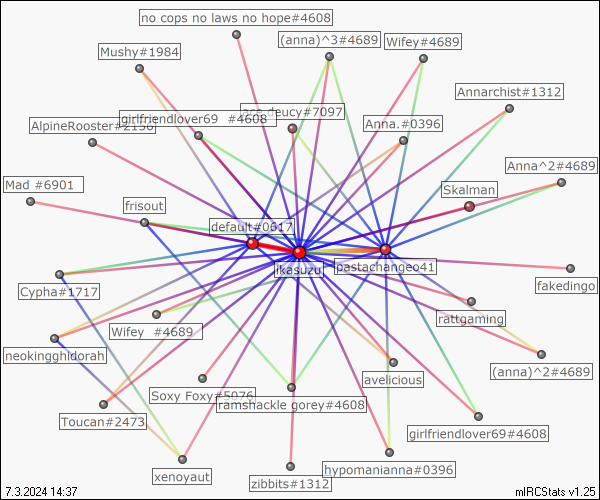 no cops no laws no hope#4608
(anna)^3#4689
Wifey#4689
Mushy#1984
Annarchist#1312
ace deucy#7097
girlfriendlover69 #4608
AlpineRooster#2156
Anna.#0396
Anna^2#4689
Mad #6901
Skalman
frisout
default#0617
ikasuzu
pastachangeo41
fakedingo
Cypha#1717
rattgaming
Wifey #4689
neokingghidorah
(anna)^2#4689
avelicious
Soxy Foxy#5076
ramshackle gorey#4608
Toucan#2473
girlfriendlover69#4608
xenoyaut
hypomanianna#0396
zibbits#1312
7.3.2024 14:37
mIRCStats v1.25